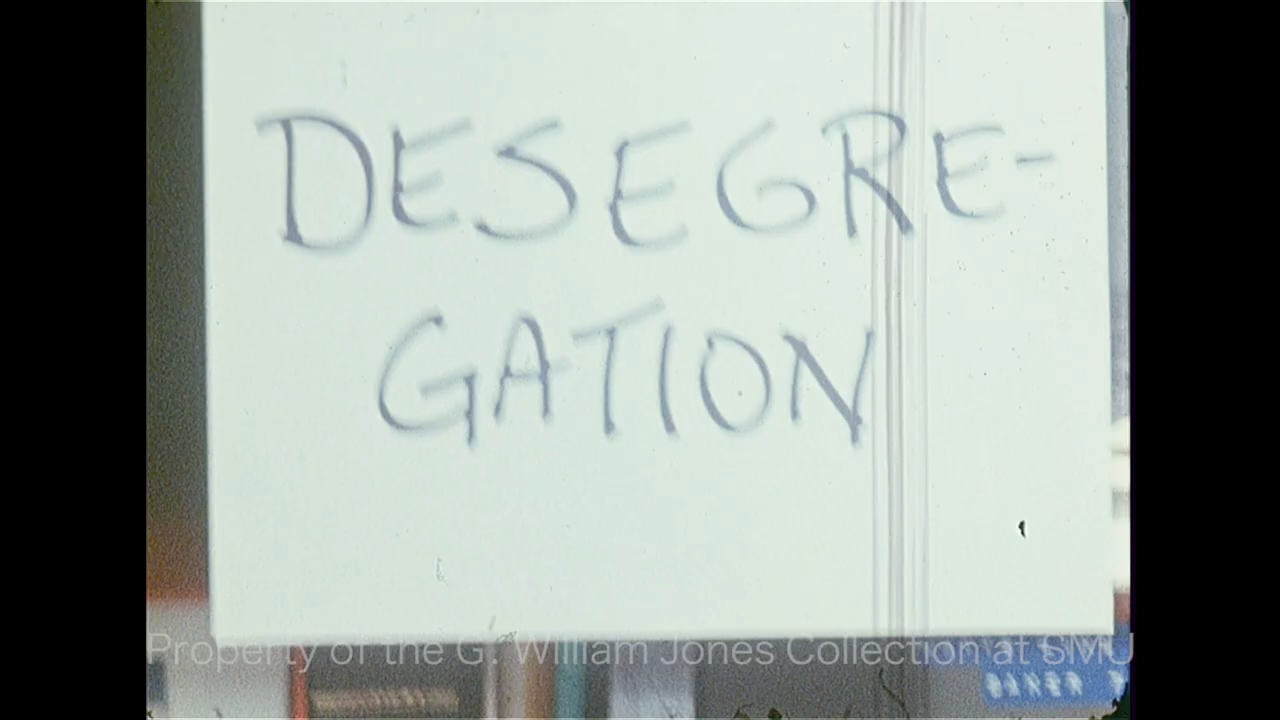 DESEGRE-
GATION
Property of the G. William Jones Collection at SMU